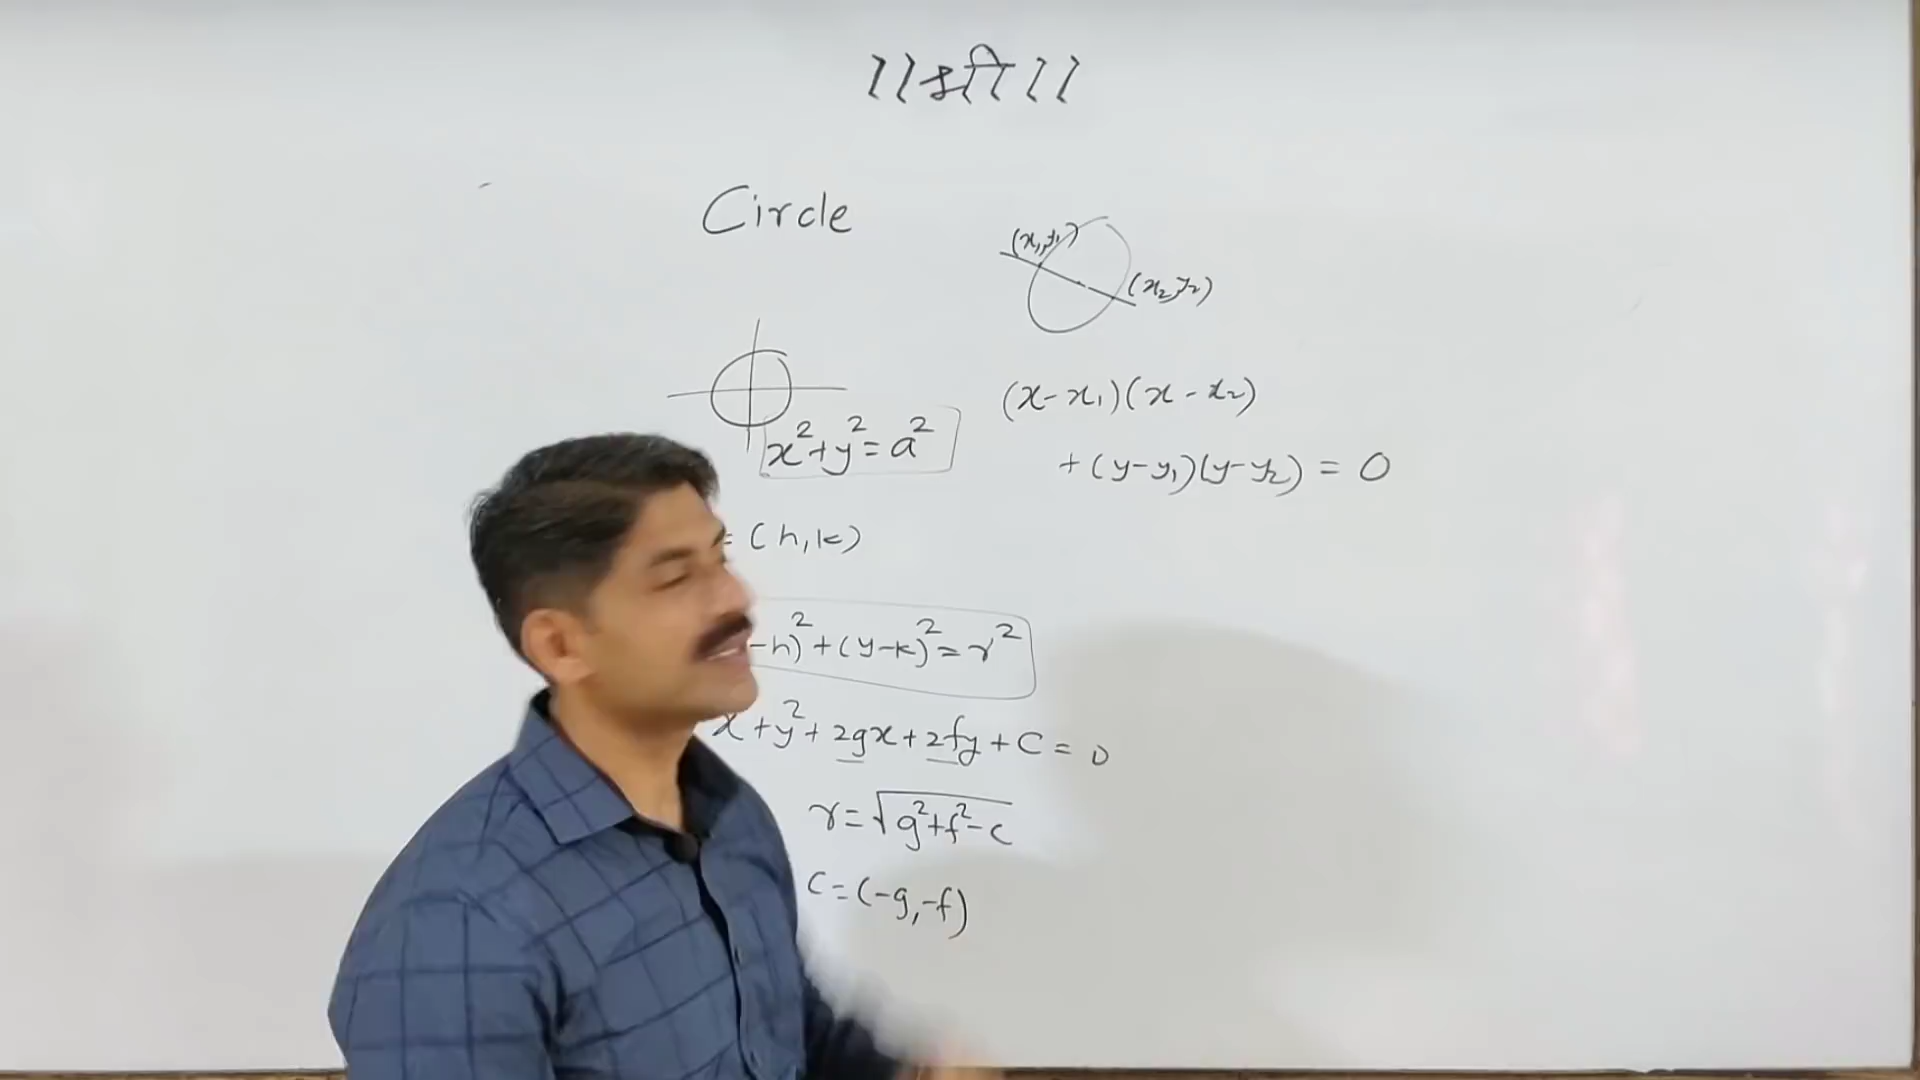 ।।श्री।।
Circle
(x₁,y₁)
(x₂,y₂)
x²+y²=a²
= (h,k)
-h)²+(y-k)²=r²
x+y²+2gx+2fy+C=0
r=√g²+f²-c
C=(-g,-f)
(x-x₁)(x-x₂)
+(y-y₁)(y-y₂)=0